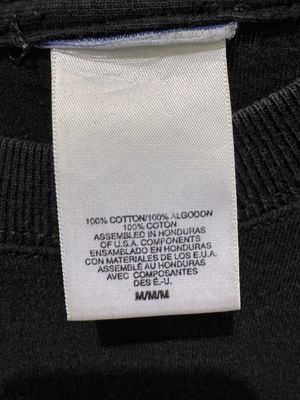 100% COTTON/100% ALGODON
100% COTON
ASSEMBLED IN HONDURAS
OF U.S.A. COMPONENTS
ENSAMBLADO EN HONDURAS
CON MATERIALES DE LOS E.U.A.
ASSEMBLÉ AU HONDURAS
AVEC COMPOSANTES
DES É.-U.
M/M/M